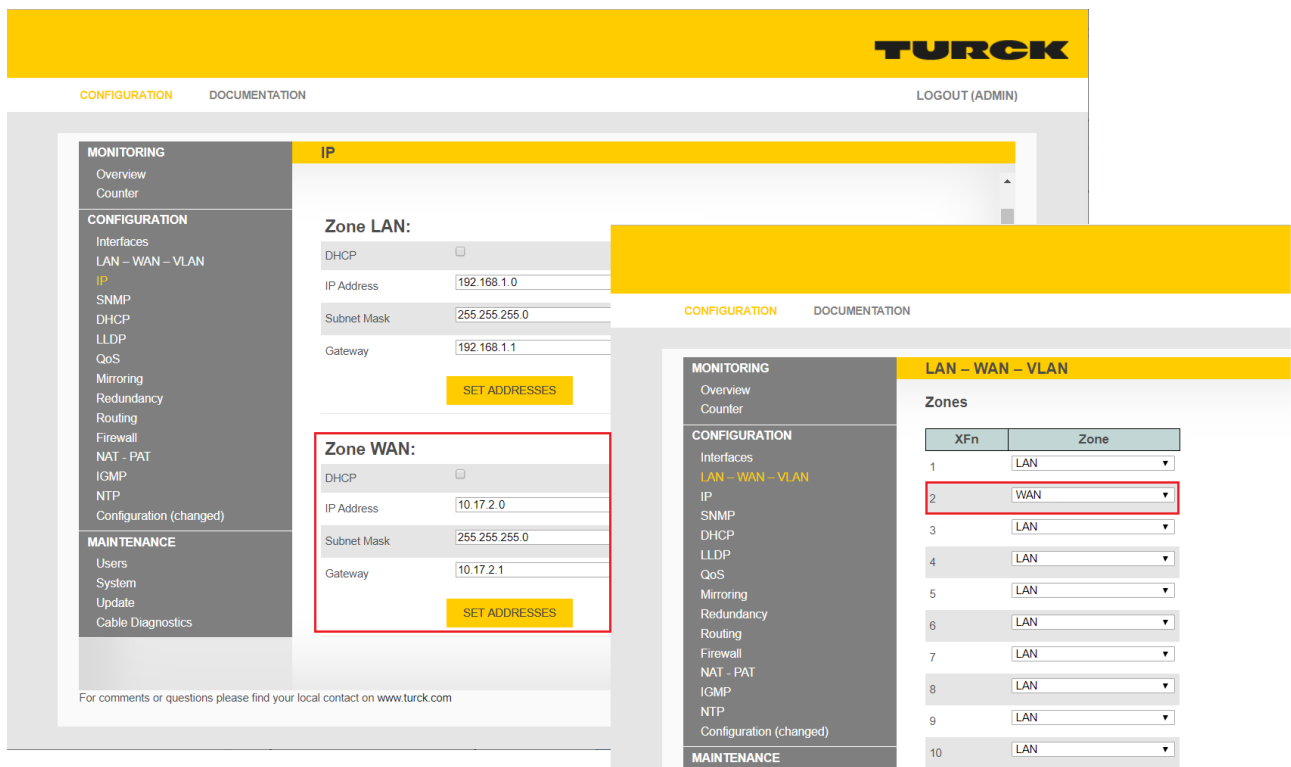 TURCK
CONFIGURATION DOCUMENTATION LOGOUT (ADMIN)
MONITORING
Overview
Counter
CONFIGURATION
Interfaces
LAN – WAN – VLAN
IP
SNMP
DHCP
LLDP
QoS
Mirroring
Redundancy
Routing
Firewall
NAT - PAT
IGMP
NTP
Configuration (changed)
MAINTENANCE
Users
System
Update
Cable Diagnostics
IP
Zone LAN:
DHCP
IP Address 192.168.1.0
Subnet Mask 255.255.255.0
Gateway 192.168.1.1
SET ADDRESSES
Zone WAN:
DHCP
IP Address 10.17.2.0
Subnet Mask 255.255.255.0
Gateway 10.17.2.1
SET ADDRESSES
For comments or questions please find your local contact on www.turck.com
CONFIGURATION DOCUMENTATION
MONITORING
Overview
Counter
CONFIGURATION
Interfaces
LAN – WAN – VLAN
IP
SNMP
DHCP
LLDP
QoS
Mirroring
Redundancy
Routing
Firewall
NAT - PAT
IGMP
NTP
Configuration (changed)
MAINTENANCE
LAN – WAN – VLAN
Zones
XFn Zone
1 LAN
2 WAN
3 LAN
4 LAN
5 LAN
6 LAN
7 LAN
8 LAN
9 LAN
10 LAN